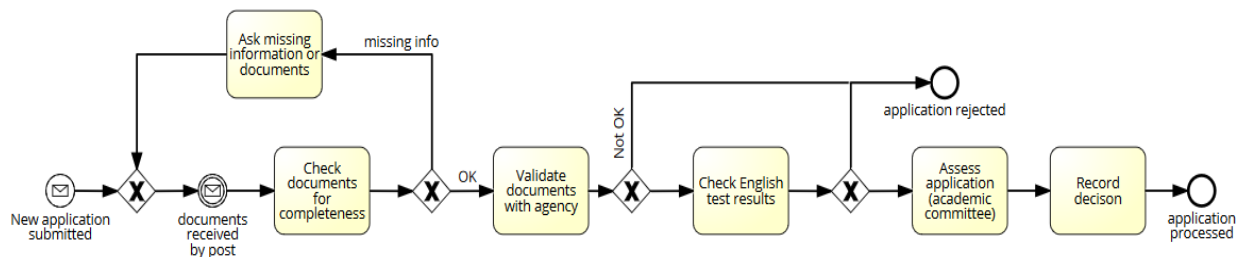 Ask missing
information or
documents
missing info
Not OK
application rejected
New application
submitted
documents
received
by post
Check
documents
for
completeness
OK
Validate
documents
with agency
Check English
test results
Assess
application
(academic
committee)
Record
decison
application
processed